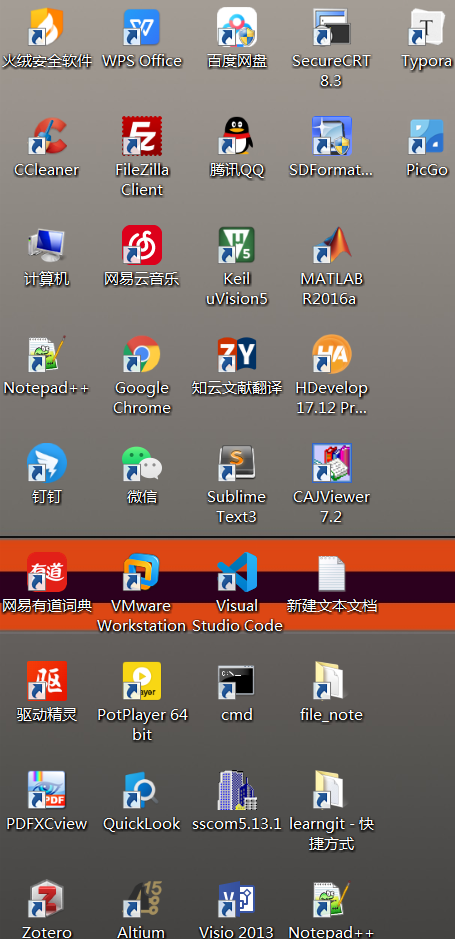 火绒安全软件 WPS Office 百度网盘 SecureCRT 8.3 Typora
CCleaner FileZilla Client 腾讯QQ SDFormat... PicGo
计算机 网易云音乐 Keil uVision5 MATLAB R2016a
Notepad++ Google Chrome 知云文献翻译 HDevelop 17.12 Pr...
钉钉 微信 Sublime Text3 CAJViewer 7.2
有道
网易有道词典 VMware Workstation Visual Studio Code 新建文本文档
驱
驱动精灵 PotPlayer 64 bit cmd file_note
PDFXCview QuickLook sscom5.13.1 learngit - 快捷方式
Zotero Altium Visio 2013 Notepad++